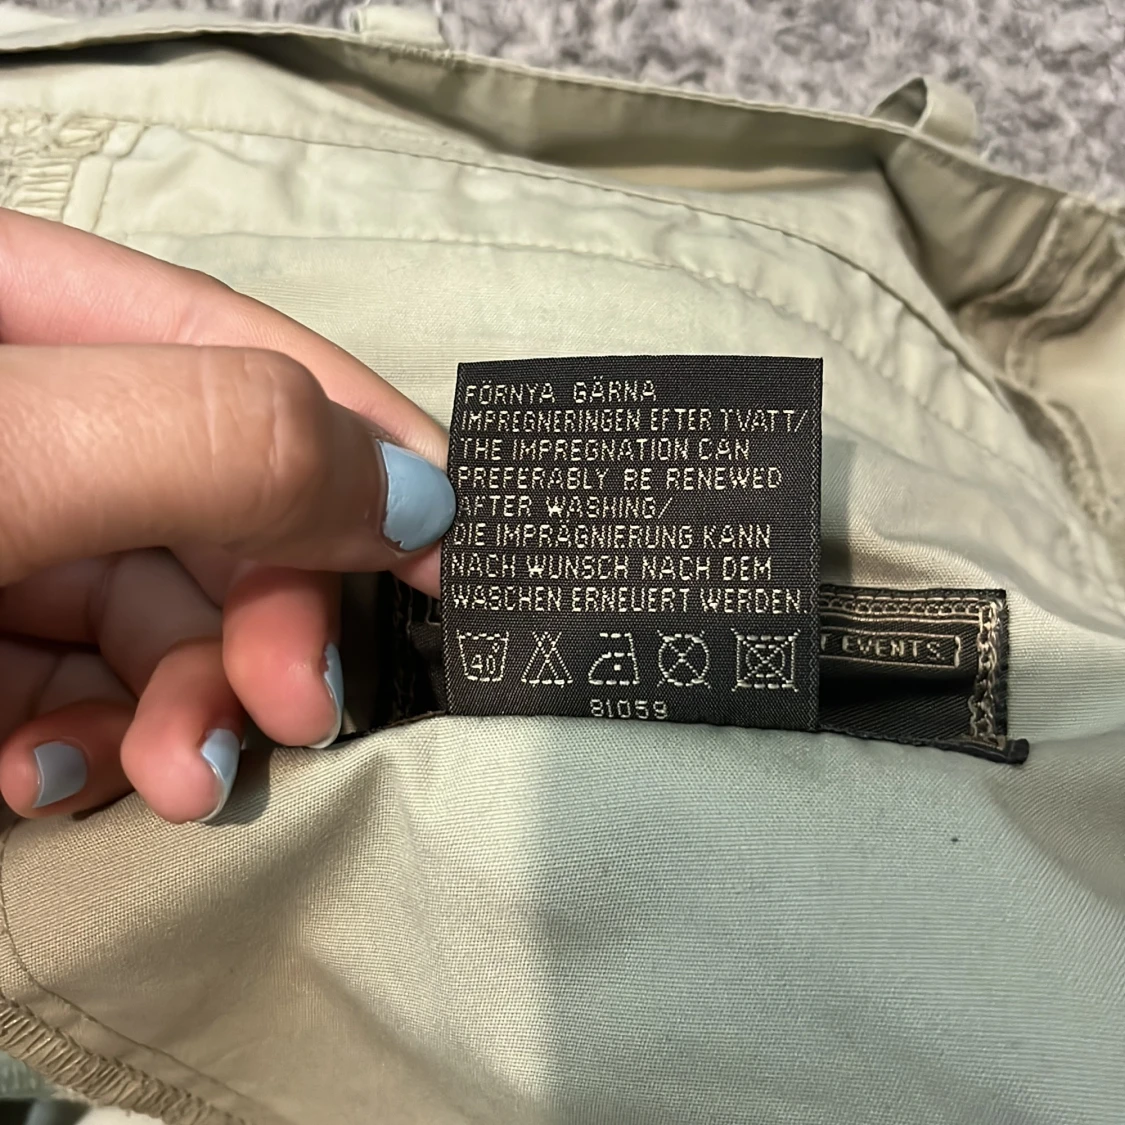 FÖRNYA GÄRNA
IMPREGNERINGEN EFTER TVATT/
THE IMPREGNATION CAN
PREFERABLY BE RENEWED
AFTER WASHING/
DIE IMPRÄGNIERUNG KANN
NACH WUNSCH NACH DEM
WASCHEN ERNEUERT WERDEN
40
81059
EVENTS